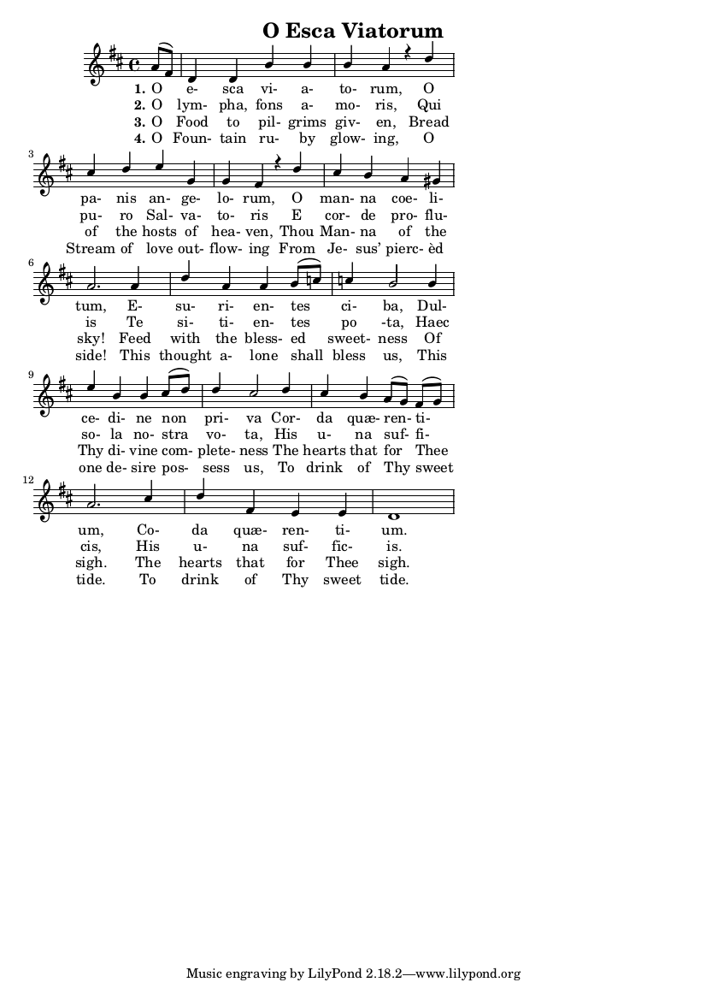 O Esca Viatorum
1. O e- sca vi- a- to- rum, O
2. O lym- pha, fons a- mo- ris, Qui
3. O Food to pil- grims giv- en, Bread
4. O Foun- tain ru- by glow- ing, O
3
pa- nis an- ge- lo- rum, O man- na coe- li-
pu- ro Sal- va- to- ris E cor- de pro- flu-
of the hosts of hea- ven, Thou Man- na of the
Stream of love out- flow- ing From Je- sus’ pierc- èd
6
tum, E- su- ri- en- tes ci- ba, Dul-
is Te si- ti- en- tes po -ta, Haec
sky! Feed with the bless- ed sweet- ness Of
side! This thought a- lone shall bless us, This
9
ce- di- ne non pri- va Cor- da quæ- ren- ti-
so- la no- stra vo- ta, His u- na suf- fi-
Thy di- vine com- plete- ness The hearts that for Thee
one de- sire pos- sess us, To drink of Thy sweet
12
um, Co- da quæ- ren- ti- um.
cis, His u- na suf- fic- is.
sigh. The hearts that for Thee sigh.
tide. To drink of Thy sweet tide.
Music engraving by LilyPond 2.18.2—www.lilypond.org